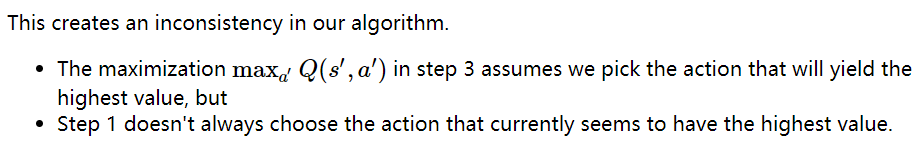 This creates an inconsistency in our algorithm.
• The maximization max_{a'} Q(s', a') in step 3 assumes we pick the action that will yield the
highest value, but
• Step 1 doesn't always choose the action that currently seems to have the highest value.